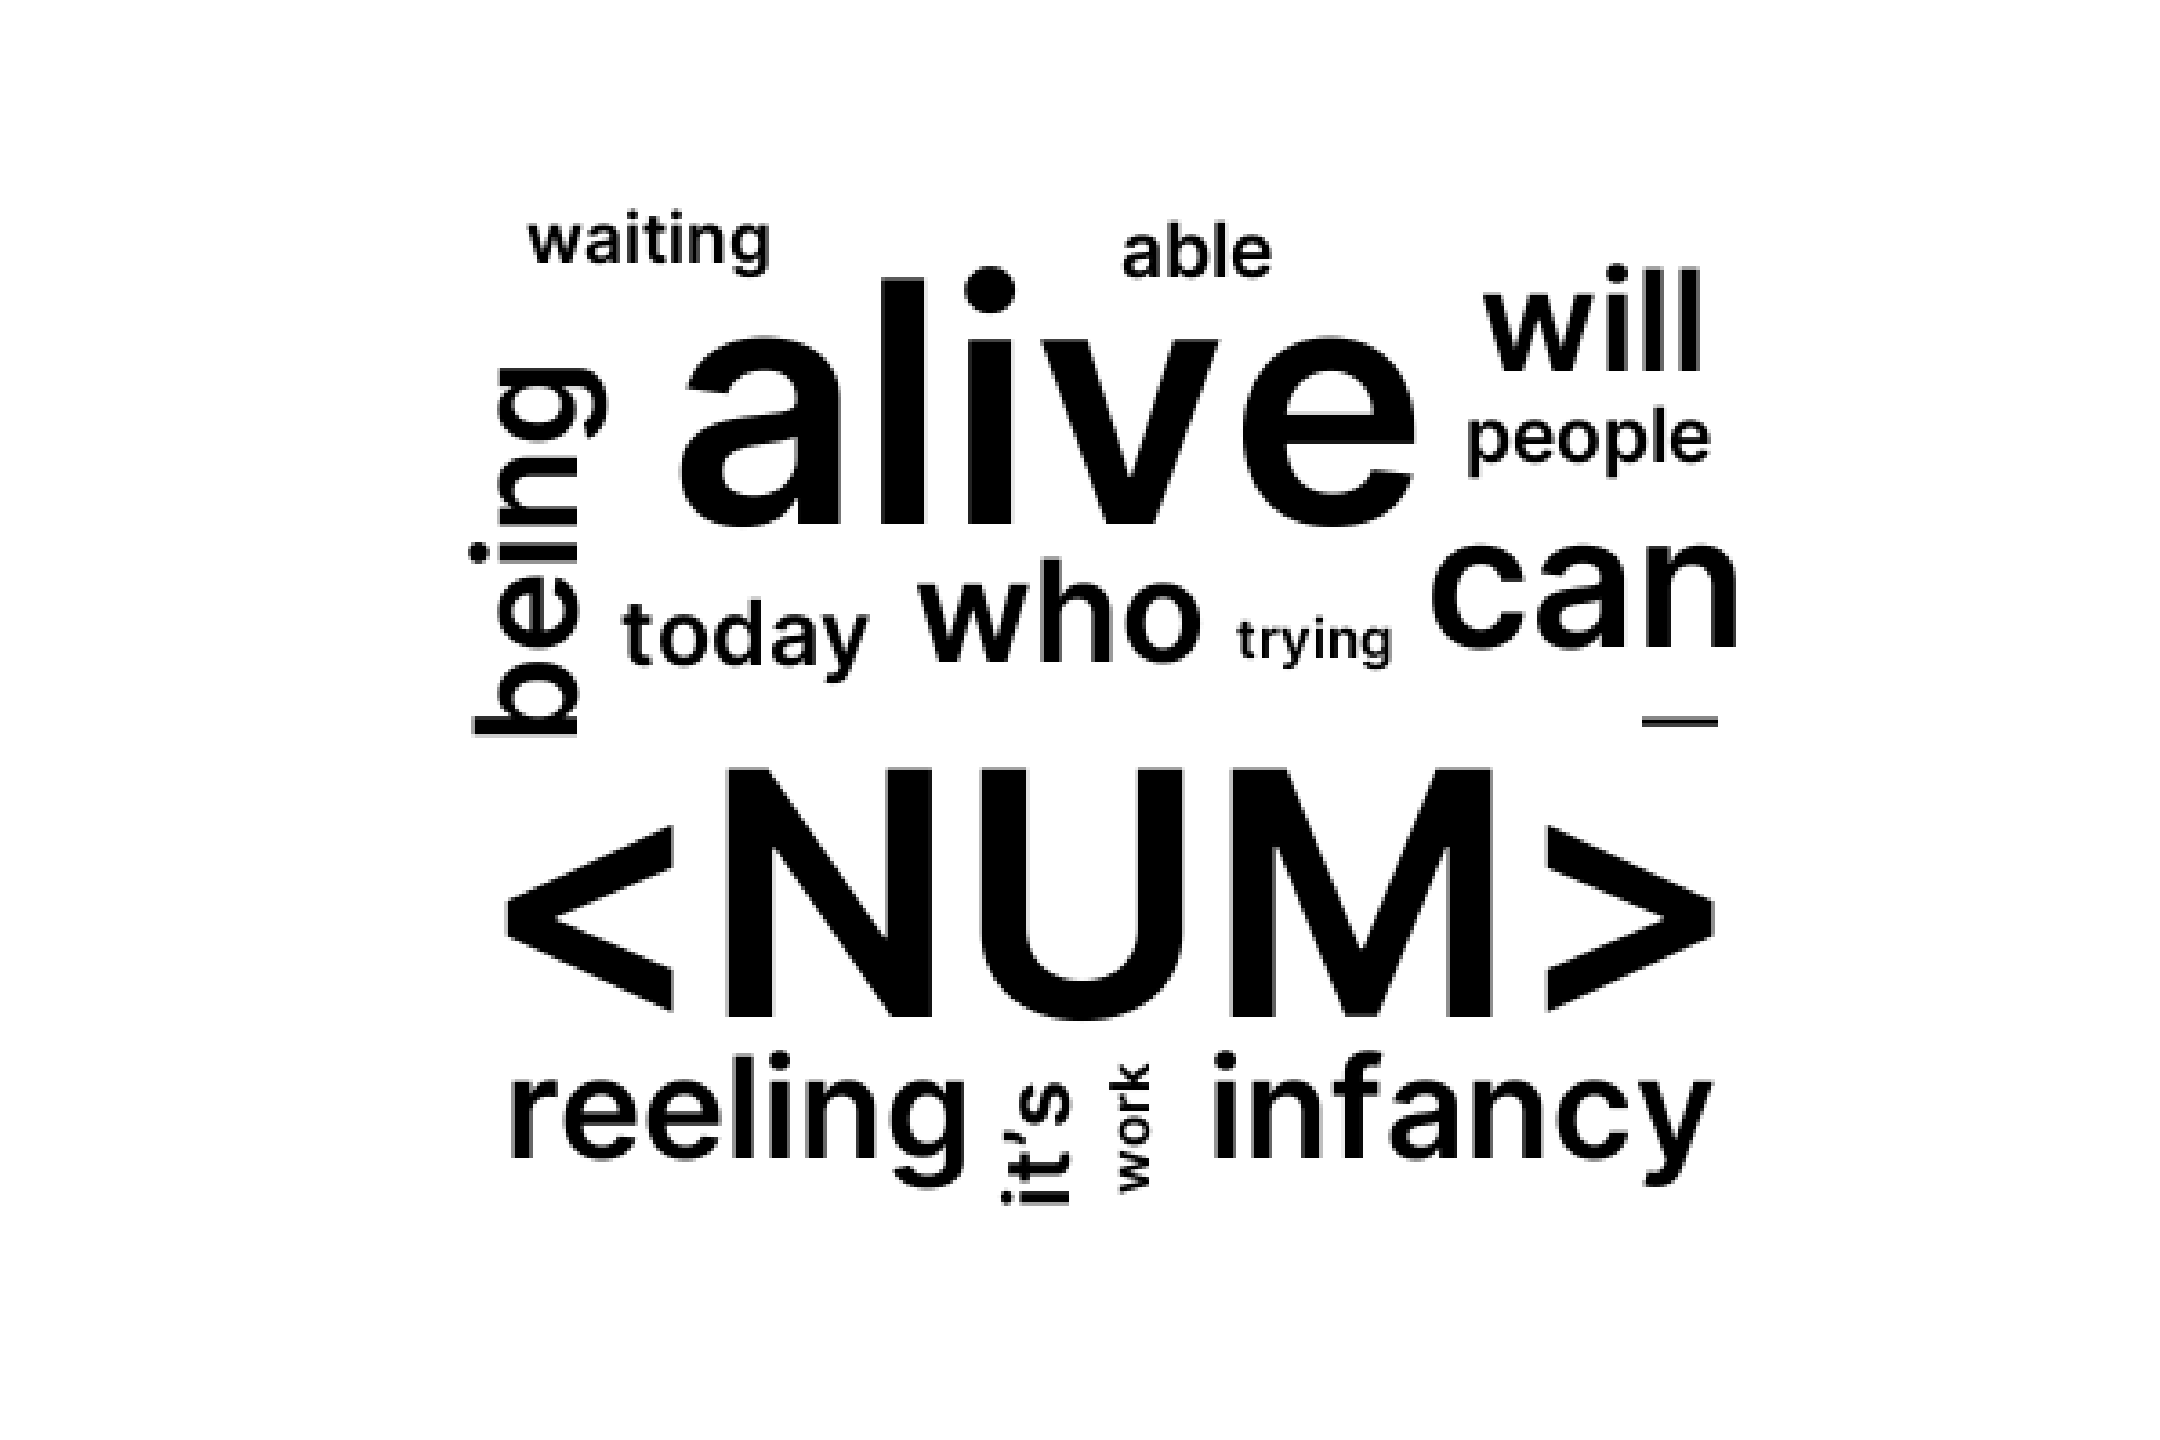 waiting
able
alive
will
people
being
can
today
who
trying
I
<NUM>
reeling
it's
work
infancy